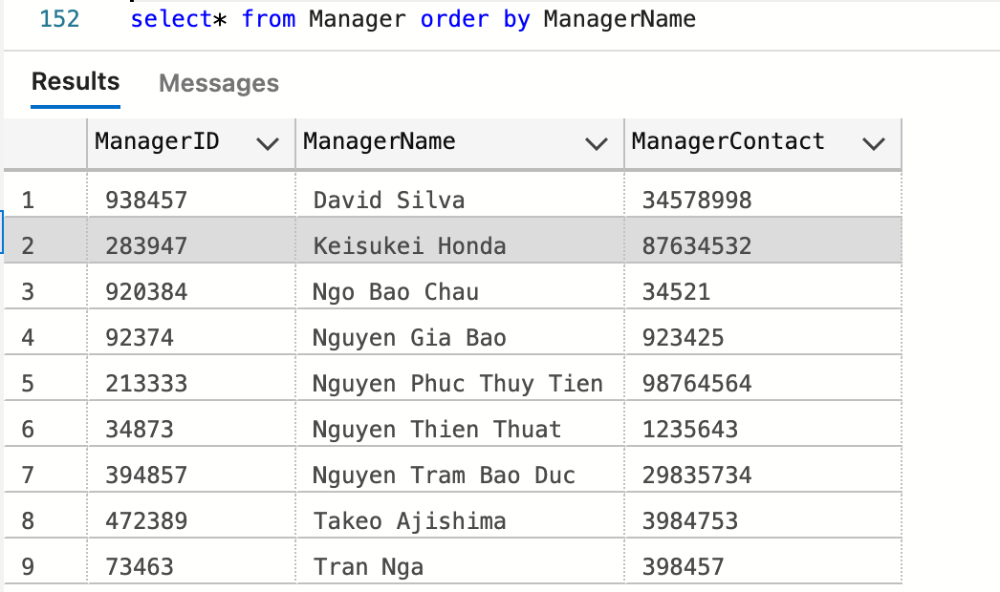 152 select* from Manager order by ManagerName
Results Messages
ManagerID ManagerName ManagerContact
1 938457 David Silva 34578998
2 283947 Keisukei Honda 87634532
3 920384 Ngo Bao Chau 34521
4 92374 Nguyen Gia Bao 923425
5 213333 Nguyen Phuc Thuy Tien 98764564
6 34873 Nguyen Thien Thuat 1235643
7 394857 Nguyen Tram Bao Duc 29835734
8 472389 Takeo Ajishima 3984753
9 73463 Tran Nga 398457